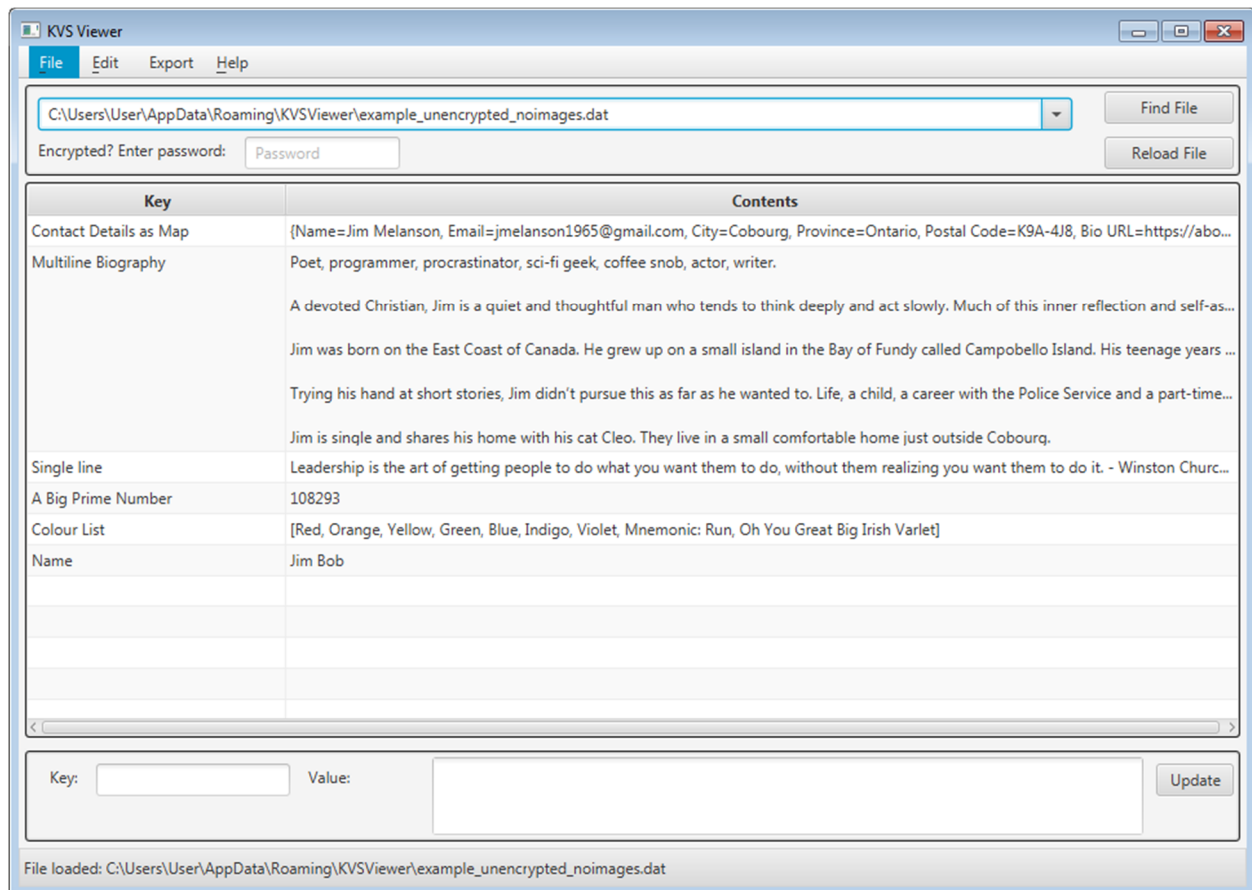 KVS Viewer
File Edit Export Help
C:\Users\User\AppData\Roaming\KVSViewer\example_unencrypted_noimages.dat
Find File
Encrypted? Enter password: Password
Reload File
Key Contents
Contact Details as Map {Name=Jim Melanson, Email=jmelanson1965@gmail.com, City=Cobourg, Province=Ontario, Postal Code=K9A-4J8, Bio URL=https://abo...
Multiline Biography Poet, programmer, procrastinator, sci-fi geek, coffee snob, actor, writer.
A devoted Christian, Jim is a quiet and thoughtful man who tends to think deeply and act slowly. Much of this inner reflection and self-as...
Jim was born on the East Coast of Canada. He grew up on a small island in the Bay of Fundy called Campobello Island. His teenage years ...
Trying his hand at short stories, Jim didn't pursue this as far as he wanted to. Life, a child, a career with the Police Service and a part-time...
Jim is single and shares his home with his cat Cleo. They live in a small comfortable home just outside Cobourg.
Single line Leadership is the art of getting people to do what you want them to do, without them realizing you want them to do it. - Winston Churc...
A Big Prime Number 108293
Colour List [Red, Orange, Yellow, Green, Blue, Indigo, Violet, Mnemonic: Run, Oh You Great Big Irish Varlet]
Name Jim Bob
Key: Value: Update
File loaded: C:\Users\User\AppData\Roaming\KVSViewer\example_unencrypted_noimages.dat